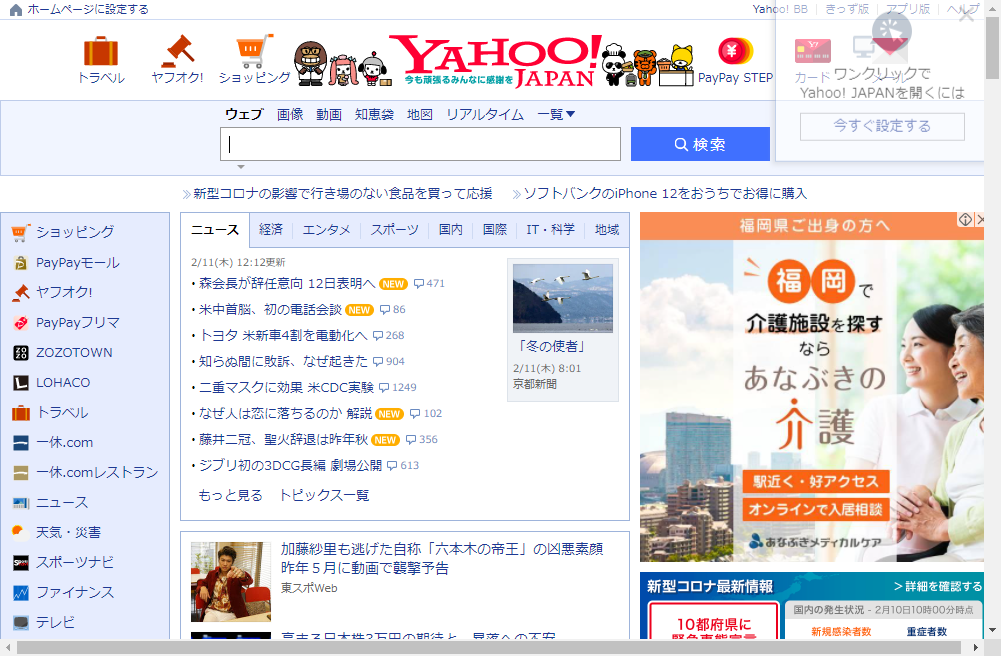 ホームページに設定する
Yahoo! BB
きっず版
アプリ版
ヘルプ
トラベル
ヤフオク!
ショッピング
YAHOO!
JAPAN
今も頑張るみんなに感謝を
PayPay STEP
カード
ワンクリックで
Yahoo! JAPANを開くには
今すぐ設定する
ウェブ 画像 動画 知恵袋 地図 リアルタイム 一覧▼
検索
新型コロナの影響で行き場のない食品を買って応援
ソフトバンクのiPhone 12をおうちでお得に購入
ショッピング
PayPayモール
ヤフオク!
PayPayフリマ
ZOZOTOWN
LOHACO
トラベル
一休.com
一休.comレストラン
ニュース
天気・災害
スポーツナビ
ファイナンス
テレビ
ニュース 経済 エンタメ スポーツ 国内 国際 IT・科学 地域
2/11(木) 12:12更新
・森会長が辞任意向 12日表明へ NEW 471
・米中首脳、初の電話会談 NEW 86
・トヨタ 米新車4割を電動化へ 268
・知らぬ間に敗訴、なぜ起きた 904
・二重マスクに効果 米CDC実験 1249
・なぜ人は恋に落ちるのか 解説 NEW 102
・藤井二冠、聖火辞退は昨年秋 NEW 356
・ジブリ初の3DCG長編 劇場公開 613
もっと見る トピックス一覧
「冬の使者」
2/11(木) 8:01
京都新聞
加藤紗里も逃げた自称「六本木の帝王」の凶悪素顔
昨年５月に動画で襲撃予告
東スポWeb
高まる日本株3万円の期待と、暴落への不安
福岡県ご出身の方へ
福岡で
介護施設を探す
なら
あなぶきの
介護
駅近く・好アクセス
オンラインで入居相談
あなぶきメディカルケア
新型コロナ最新情報
＞詳細を確認する
10都府県に
緊急事態宣言
国内の発生状況 - 2月10日10時00分時点
新規感染者数
重症者数